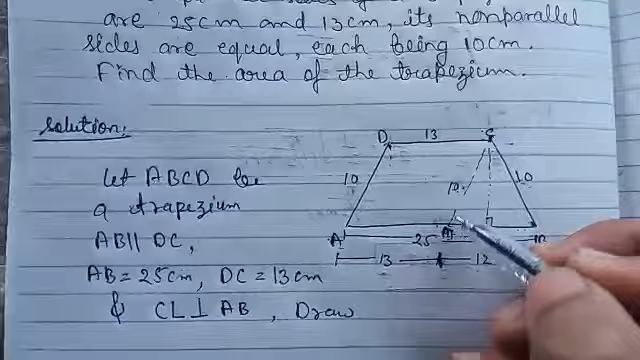 are 25cm and 13cm, its nonparallel
sides are equal, each being 10cm.
Find the area of the trapezium.
Solution:
Let ABCD be
a trapezium
AB || DC,
AB = 25cm, DC = 13cm
& CL ⊥ AB, Draw
D 13 C
10 10 10
A 25 M
13 12